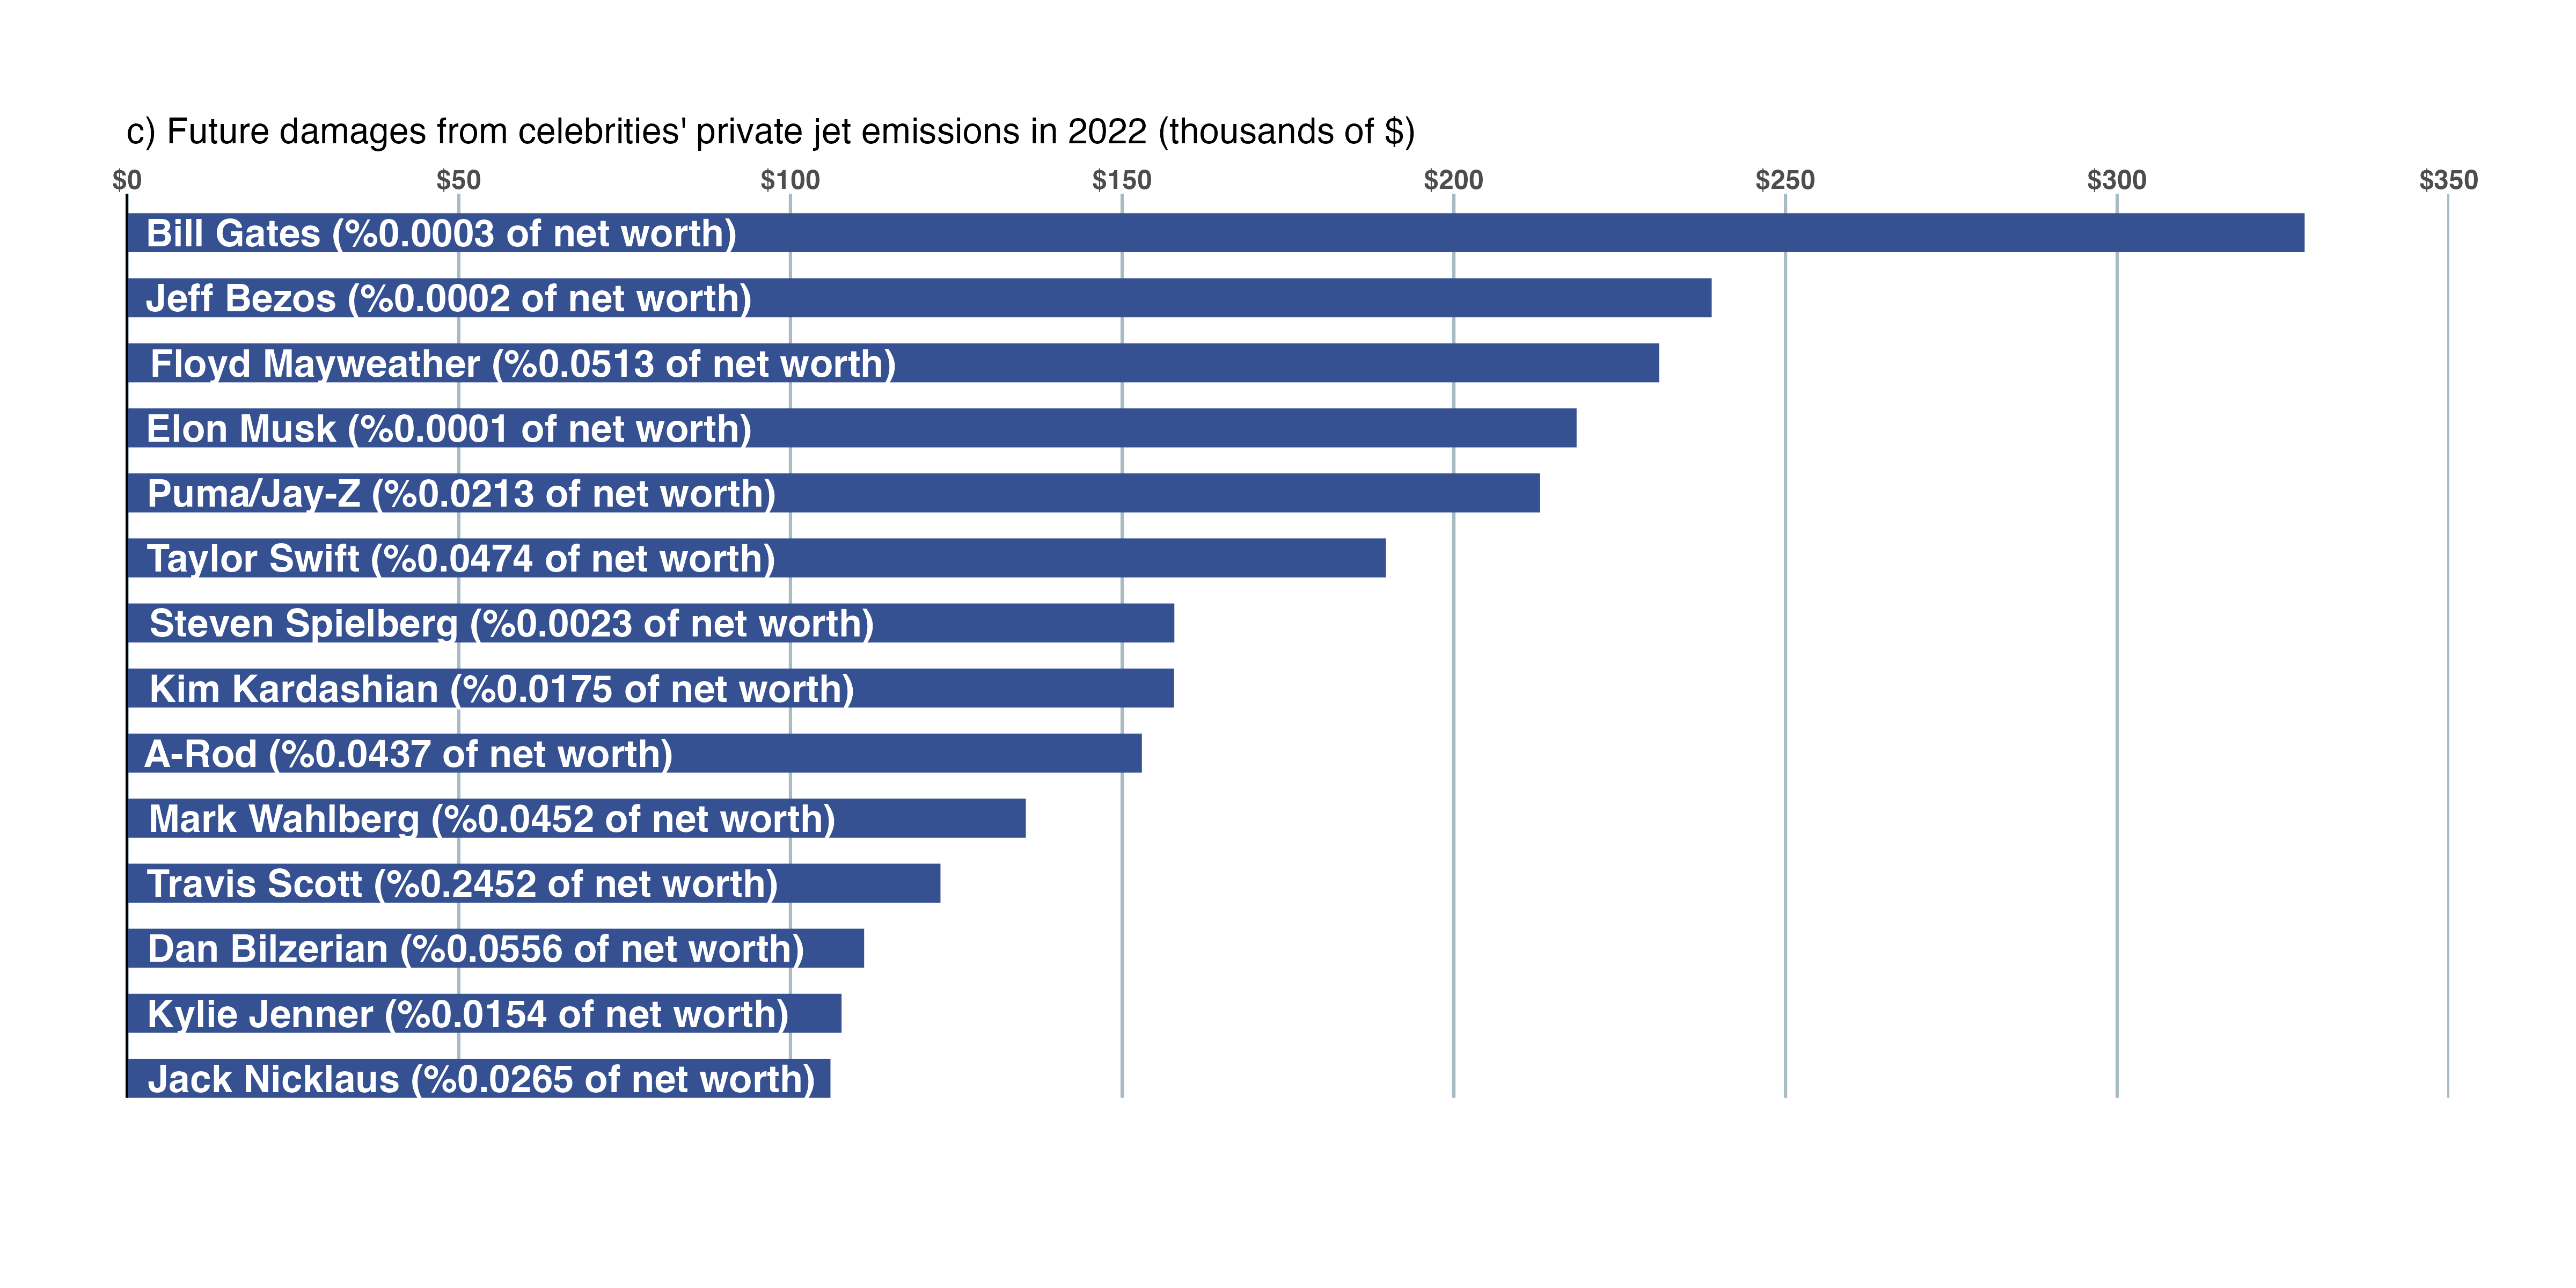 c) Future damages from celebrities' private jet emissions in 2022 (thousands of $)
$0 $50 $100 $150 $200 $250 $300 $350
Bill Gates (%0.0003 of net worth)
Jeff Bezos (%0.0002 of net worth)
Floyd Mayweather (%0.0513 of net worth)
Elon Musk (%0.0001 of net worth)
Puma/Jay-Z (%0.0213 of net worth)
Taylor Swift (%0.0474 of net worth)
Steven Spielberg (%0.0023 of net worth)
Kim Kardashian (%0.0175 of net worth)
A-Rod (%0.0437 of net worth)
Mark Wahlberg (%0.0452 of net worth)
Travis Scott (%0.2452 of net worth)
Dan Bilzerian (%0.0556 of net worth)
Kylie Jenner (%0.0154 of net worth)
Jack Nicklaus (%0.0265 of net worth)